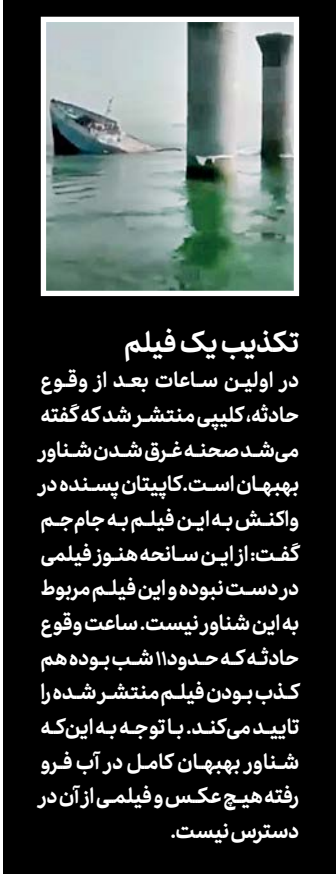 تکذیب یک فیلم
در اولین ساعات بعد از وقوع
حادثه، کلیپی منتشر شد که گفته
می‌شد صحنه غرق شدن شناور
بهبهان است. کاپیتان پسنده در
واکنش به این فیلم به جام‌جم
گفت: از این سانحه هنوز فیلمی
در دست نبوده و این فیلم مربوط
به این شناور نیست. ساعت وقوع
حادثه که حدود ۱۱ شب بوده هم
کذب بودن فیلم منتشر شده را
تایید می‌کند. با توجه به این‌که
شناور بهبهان کامل در آب فرو
رفته هیچ عکس و فیلمی از آن در
دسترس نیست.